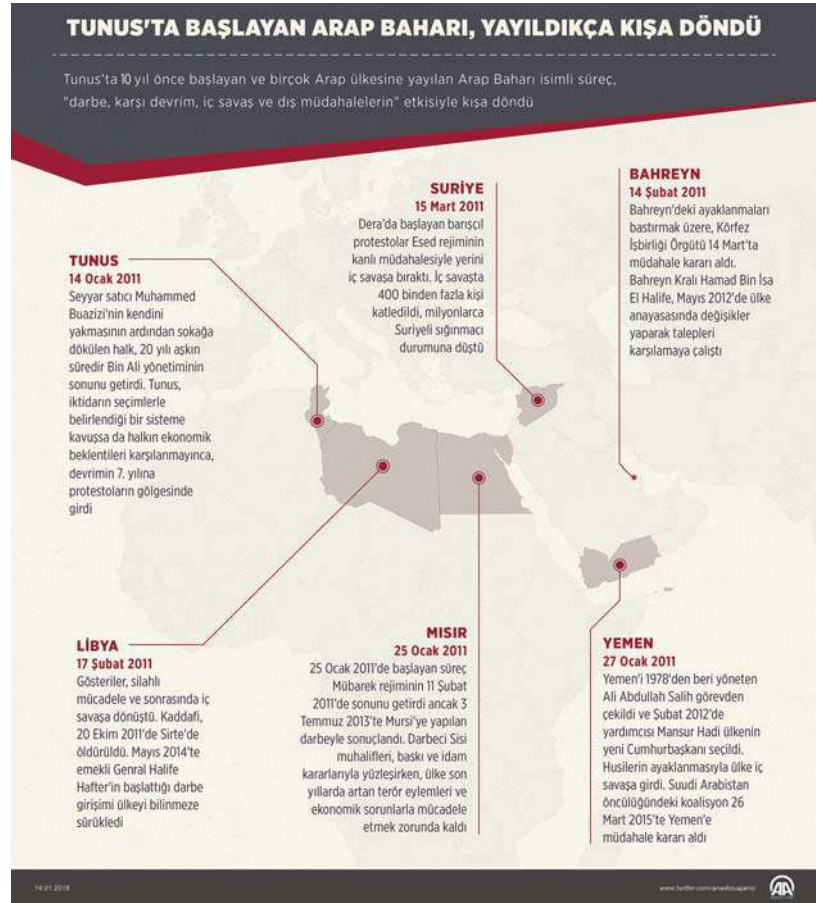 TUNUS'TA BAŞLAYAN ARAP BAHARI, YAYILDIKÇA KIŞA DÖNDÜ
Tunus'ta 10 yıl önce başlayan ve birçok Arap ülkesine yayılan Arap Baharı isimli süreç,
"darbe, karşı devrim, iç savaş ve dış müdahalelerin" etkisiyle kışa döndü
TUNUS
14 Ocak 2011
Seyyar satıcı Muhammed
Buazizi'nin kendini
yakmasının ardından sokağa
dökülen halk, 20 yılı aşkın
süredir Bin Ali yönetiminin
sonunu getirdi. Tunus,
iktidarın seçimlerle
belirlendiği bir sisteme
kavuşsa da halkın ekonomik
beklentileri karşılanmayınca,
devrimin 7. yılına
protestoların gölgesinde
girdi
SURİYE
15 Mart 2011
Dera'da başlayan barışçıl
protestolar Esed rejiminin
kanlı müdahalesiyle yerini
iç savaşa bıraktı. İç savaşta
400 binden fazla kişi
katledildi, milyonlarca
Suriyeli sığınmacı
durumuna düştü
BAHREYN
14 Şubat 2011
Bahreyn'deki ayaklanmaları
bastırmak üzere, Körfez
İşbirliği Örgütü 14 Mart'ta
müdahale kararı aldı.
Bahreyn Kralı Hamad Bin İsa
El Halife, Mayıs 2012'de ülke
anayasasında değişikler
yaparak talepleri
karşılamaya çalıştı
LİBYA
17 Şubat 2011
Gösteriler, silahlı
mücadele ve sonrasında iç
savaşa dönüştü. Kaddafi,
20 Ekim 2011'de Sirte'de
öldürüldü. Mayıs 2014'te
emekli Genral Halife
Hafter'in başlattığı darbe
girişimi ülkeyi bilinmeze
sürükledi
MISIR
25 Ocak 2011
25 Ocak 2011'de başlayan süreç
Mübarek rejiminin 11 Şubat
2011'de sonunu getirdi ancak 3
Temmuz 2013'te Mursi'ye yapılan
darbeyle sonuçlandı. Darbeci Sisi
muhalifleri, baskı ve idam
kararlarıyla yüzleşirken, ülke son
yıllarda artan terör eylemleri ve
ekonomik sorunlarla mücadele
etmek zorunda kaldı
YEMEN
27 Ocak 2011
Yemen'i 1978'den beri yöneten
Ali Abdullah Salih görevden
çekildi ve Şubat 2012'de
yardımcısı Mansur Hadi ülkenin
yeni Cumhurbaşkanı seçildi.
Husilerin ayaklanmasıyla ülke iç
savaşa girdi. Suudi Arabistan
öncülüğündeki koalisyon 26
Mart 2015'te Yemen'e
müdahale kararı aldı
14.01.2018
AA